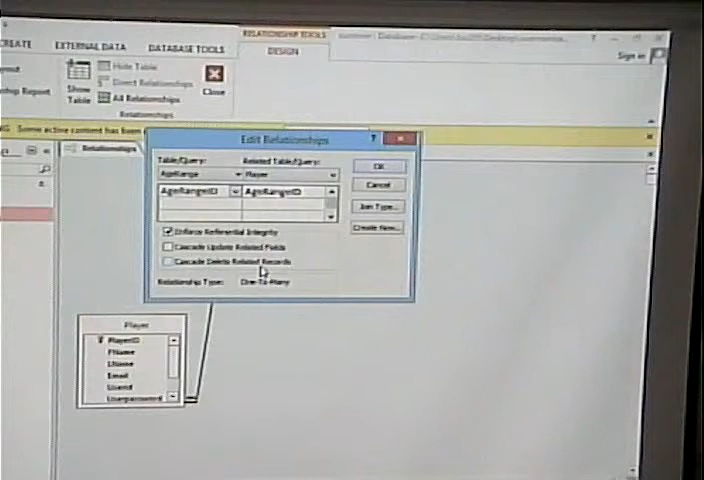 RELATIONSHIP TOOLS
CREATE EXTERNAL DATA DATABASE TOOLS DESIGN
Sign in
Hide Table
Direct Relationships
All Relationships
Show Table
Close
Report
Relationships
Some active content has been
Relationships
Edit Relationships
?
Table/Query: Related Table/Query:
AgeRange Player
AgeRangeID AgeRangeID
OK
Cancel
Join Type...
Create New...
Enforce Referential Integrity
Cascade Update Related Fields
Cascade Delete Related Records
Relationship Type: One-To-Many
Player
PlayerID
FName
LName
Email
UserId
Userpassword